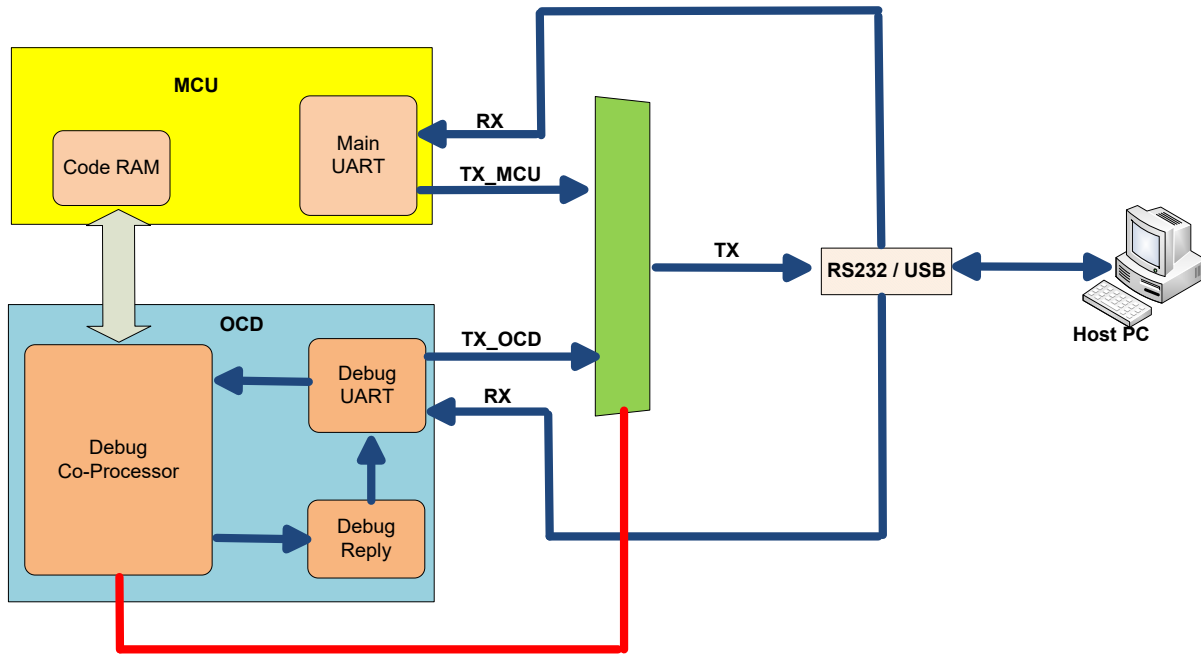 MCU
Code RAM
Main
UART
RX
TX_MCU
TX
RS232 / USB
Host PC
OCD
Debug
Co-Processor
Debug
UART
TX_OCD
RX
Debug
Reply